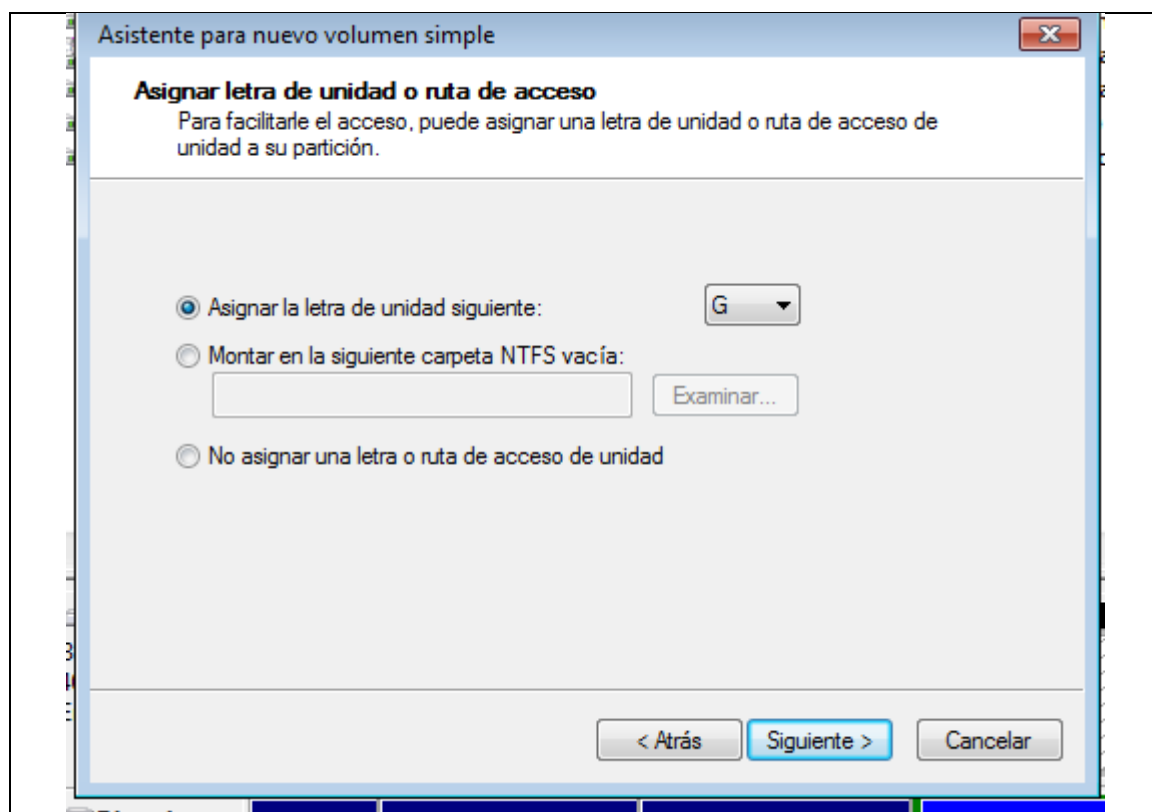 Asistente para nuevo volumen simple
Asignar letra de unidad o ruta de acceso
Para facilitarle el acceso, puede asignar una letra de unidad o ruta de acceso de
unidad a su partición.
Asignar la letra de unidad siguiente:
G
Montar en la siguiente carpeta NTFS vacía:
Examinar...
No asignar una letra o ruta de acceso de unidad
< Atrás
Siguiente >
Cancelar